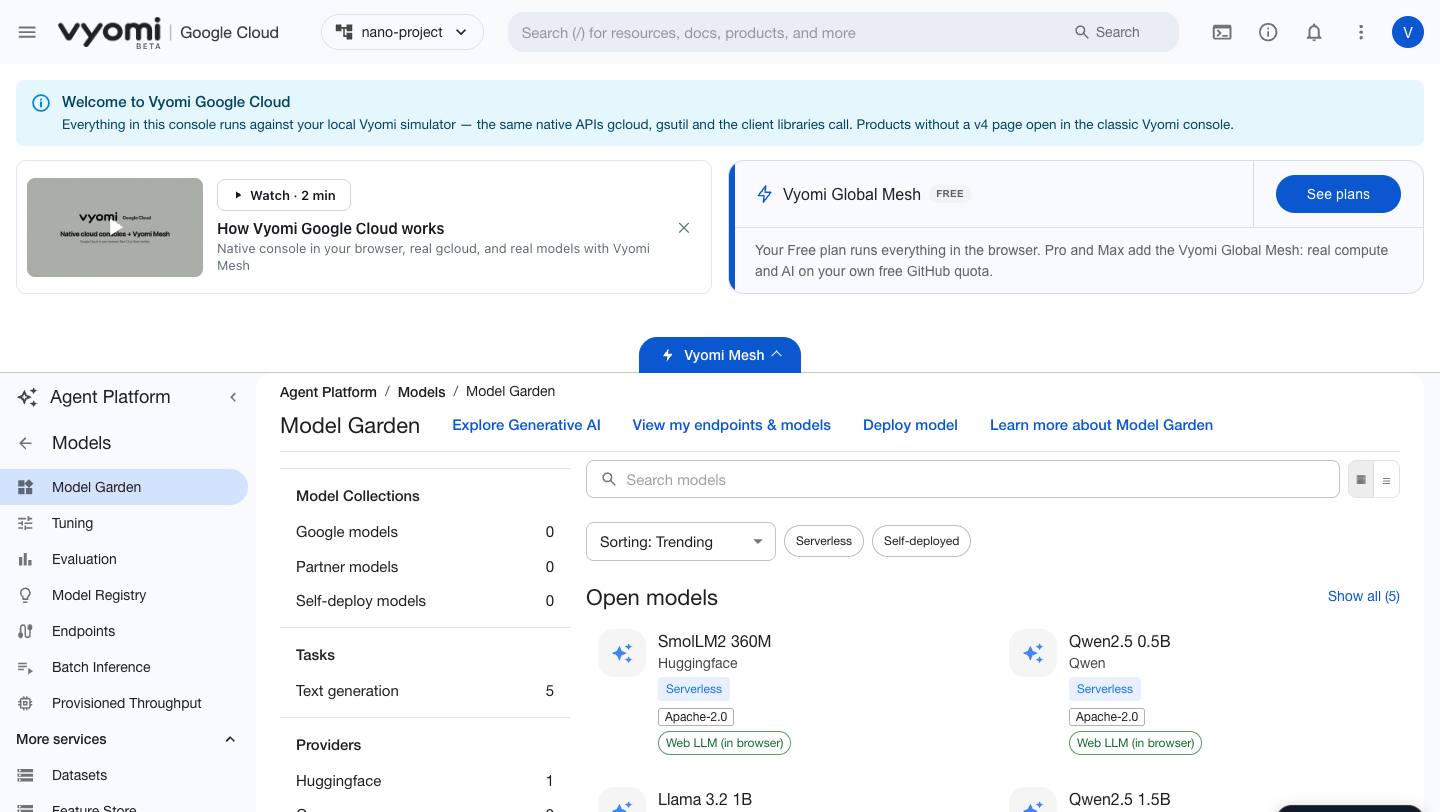 vyomi
BETA
Google Cloud
nano-project
Search (/) for resources, docs, products, and more
Search
V
Welcome to Vyomi Google Cloud
Everything in this console runs against your local Vyomi simulator — the same native APIs gcloud, gsutil and the client libraries call. Products without a v4 page open in the classic Vyomi console.
vyomi Google Cloud
Native cloud consoles + Vyomi Mesh
Watch · 2 min
How Vyomi Google Cloud works
Native console in your browser, real gcloud, and real models with Vyomi
Mesh
Vyomi Global Mesh
FREE
See plans
Your Free plan runs everything in the browser. Pro and Max add the Vyomi Global Mesh: real compute
and AI on your own free GitHub quota.
Vyomi Mesh
Agent Platform
Models
Model Garden
Tuning
Evaluation
Model Registry
Endpoints
Batch Inference
Provisioned Throughput
More services
Datasets
Feature Store
Agent Platform / Models / Model Garden
Model Garden
Explore Generative AI
View my endpoints & models
Deploy model
Learn more about Model Garden
Model Collections
Google models 0
Partner models 0
Self-deploy models 0
Tasks
Text generation 5
Providers
Huggingface 1
Search models
Sorting: Trending
Serverless
Self-deployed
Open models
Show all (5)
SmolLM2 360M
Huggingface
Serverless
Apache-2.0
Web LLM (in browser)
Qwen2.5 0.5B
Qwen
Serverless
Apache-2.0
Web LLM (in browser)
Llama 3.2 1B
Qwen2.5 1.5B